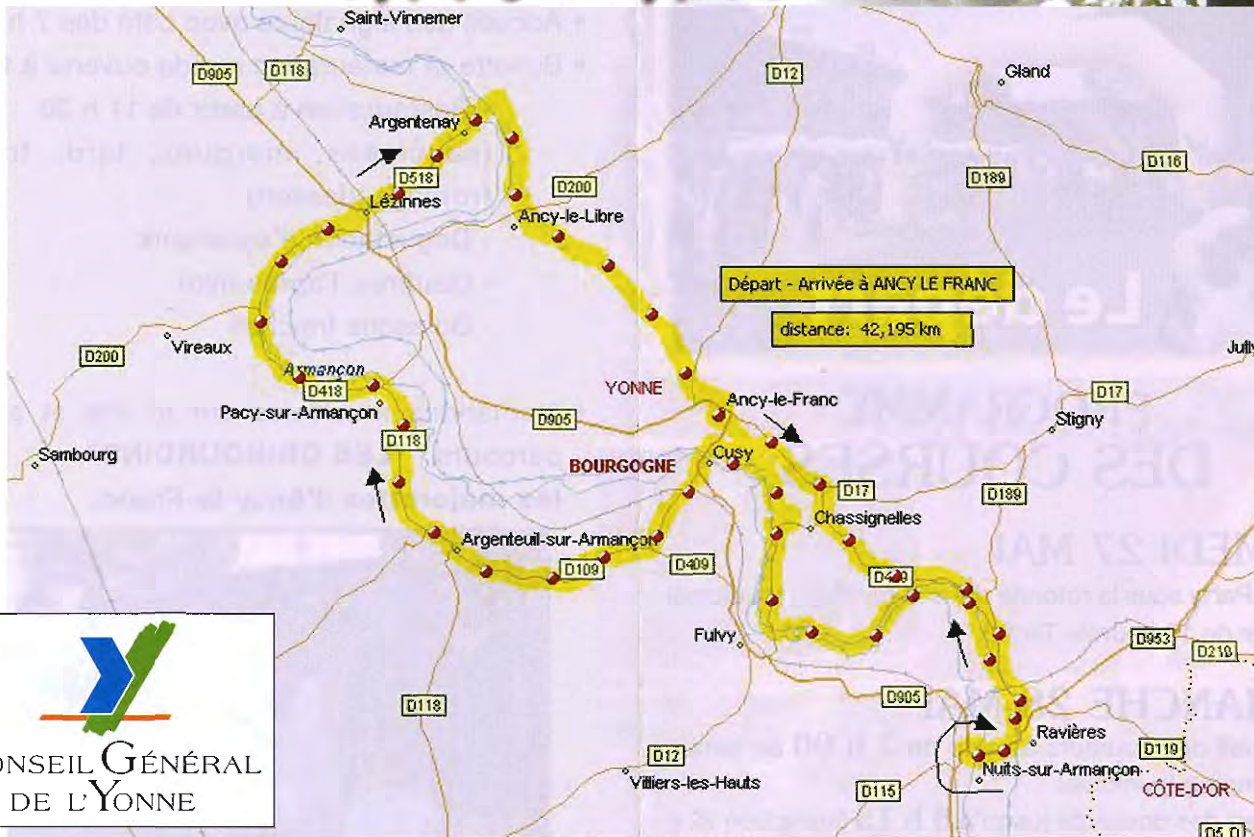 Saint-Vinnemer
D905
D118
D12
Gland
Argentenay
D116
D518
D200
D189
Lézinnes
Ancy-le-Libre
Départ - Arrivée à ANCY LE FRANC
distance: 42,195 km
Vireaux
D200
Armançon
D418
YONNE
D17
Pacy-sur-Armançon
D905
Ancy-le-Franc
Stigny
D118
Sambourg
BOURGOGNE
Cusy
D17
D189
Chassignelles
Argenteuil-sur-Armançon
D109
D409
Fulvy
D953
D210
D905
D118
Ravières
D119
D12
Villiers-les-Hauts
Nuits-sur-Armançon
D115
CÔTE-D'OR
ONSEIL GÉNÉRAL
DE L'YONNE